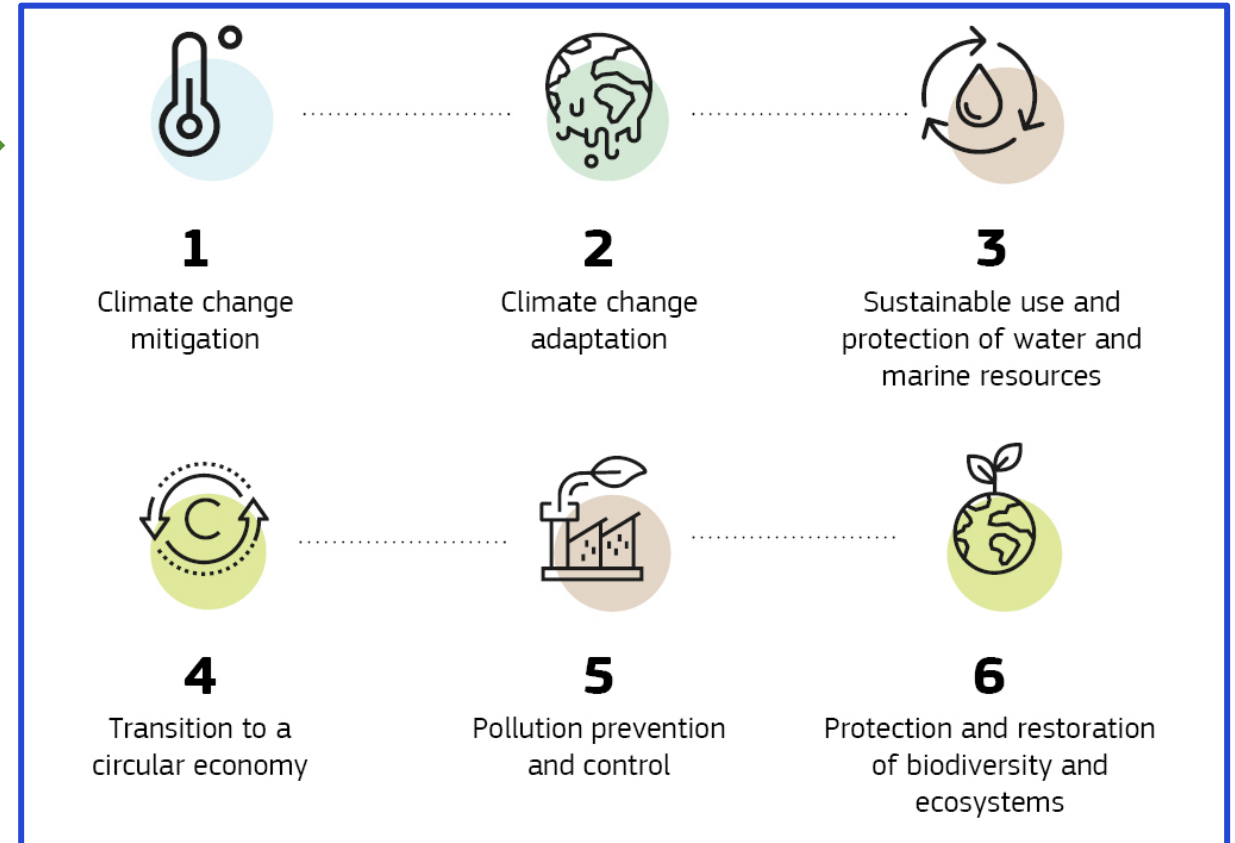 1
Climate change
mitigation
2
Climate change
adaptation
3
Sustainable use and
protection of water and
marine resources
C
4
Transition to a
circular economy
5
Pollution prevention
and control
6
Protection and restoration
of biodiversity and
ecosystems